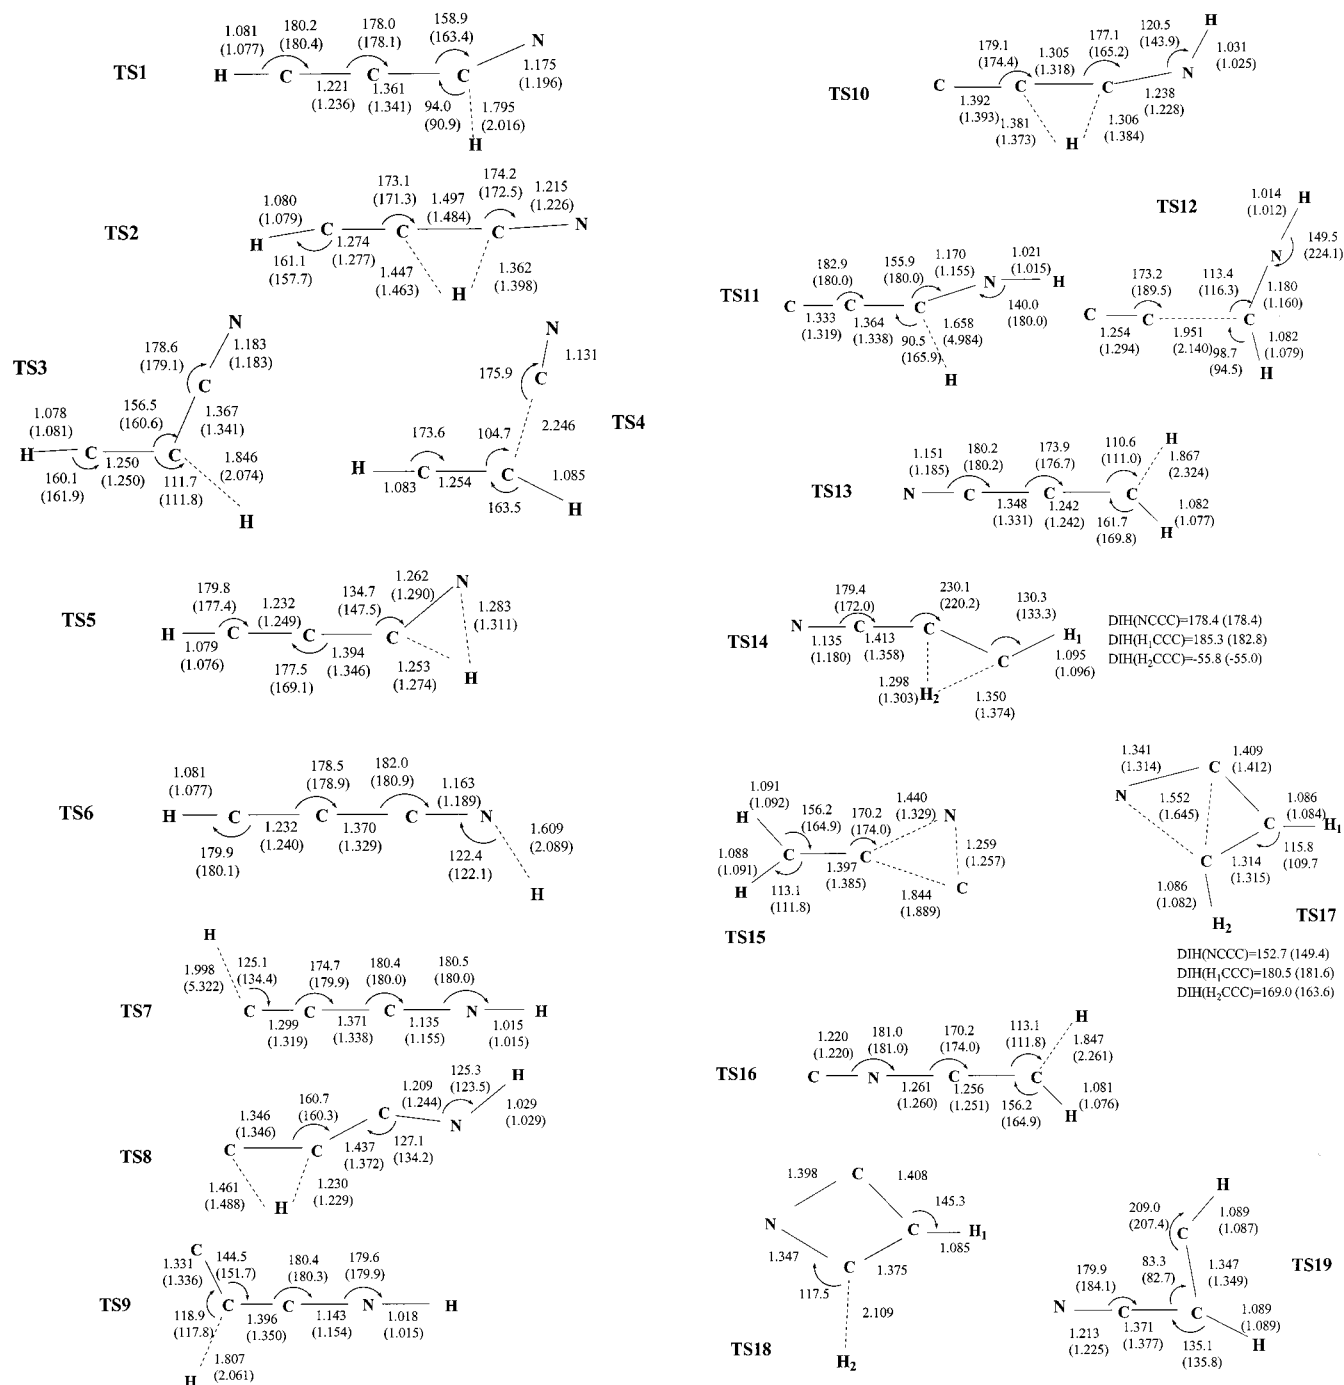 TS1
1.081
(1.077)
180.2
(180.4)
178.0
(178.1)
158.9
(163.4)
N
1.175
(1.196)
H
C
C
C
1.221
(1.236)
1.361
(1.341)
94.0
(90.9)
1.795
(2.016)
H
TS2
1.080
(1.079)
173.1
(171.3)
1.497
(1.484)
174.2
(172.5)
1.215
(1.226)
H
C
C
C
N
161.1
(157.7)
1.274
(1.277)
1.447
(1.463)
H
1.362
(1.398)
TS3
N
178.6
(179.1)
1.183
(1.183)
C
1.078
(1.081)
156.5
(160.6)
1.367
(1.341)
H
C
C
160.1
(161.9)
1.250
(1.250)
111.7
(111.8)
1.846
(2.074)
H
TS4
N
1.131
175.9
C
2.246
173.6
104.7
H
C
C
1.085
1.083
1.254
163.5
H
TS5
179.8
(177.4)
1.232
(1.249)
134.7
(147.5)
1.262
(1.290)
N
1.283
(1.311)
H
C
C
C
1.079
(1.076)
177.5
(169.1)
1.394
(1.346)
1.253
(1.274)
H
TS6
1.081
(1.077)
178.5
(178.9)
182.0
(180.9)
1.163
(1.189)
H
C
C
C
N
179.9
(180.1)
1.232
(1.240)
1.370
(1.329)
122.4
(122.1)
1.609
(2.089)
H
TS7
H
1.998
(5.322)
125.1
(134.4)
174.7
(179.9)
180.4
(180.0)
180.5
(180.0)
C
C
C
N
H
1.299
(1.319)
1.371
(1.338)
1.135
(1.155)
1.015
(1.015)
TS8
1.346
(1.346)
160.7
(160.3)
1.209
(1.244)
125.3
(123.5)
H
1.029
(1.029)
C
C
C
N
1.437
(1.372)
127.1
(134.2)
1.461
(1.488)
H
1.230
(1.229)
TS9
C
1.331
(1.336)
144.5
(151.7)
180.4
(180.3)
179.6
(179.9)
C
C
N
H
118.9
(117.8)
1.396
(1.350)
1.143
(1.154)
1.018
(1.015)
1.807
(2.061)
H
TS10
179.1
(174.4)
1.305
(1.318)
177.1
(165.2)
120.5
(143.9)
H
1.031
(1.025)
C
C
C
N
1.392
(1.393)
1.381
(1.373)
H
1.306
(1.384)
1.238
(1.228)
TS11
182.9
(180.0)
155.9
(180.0)
1.170
(1.155)
1.021
(1.015)
N
H
C
C
C
140.0
(180.0)
1.333
(1.319)
1.364
(1.338)
90.5
(165.9)
1.658
(4.984)
H
TS12
1.014
(1.012)
H
149.5
(224.1)
N
173.2
(189.5)
113.4
(116.3)
1.180
(1.160)
C
C
C
1.254
(1.294)
1.951
(2.140)
98.7
(94.5)
1.082
(1.079)
H
TS13
1.151
(1.185)
180.2
(180.2)
173.9
(176.7)
110.6
(111.0)
H
1.867
(2.324)
N
C
C
C
1.348
(1.331)
1.242
(1.242)
161.7
(169.8)
1.082
(1.077)
H
TS14
179.4
(172.0)
230.1
(220.2)
130.3
(133.3)
N
C
C
C
H1
1.135
(1.180)
1.413
(1.358)
1.095
(1.096)
1.298
(1.303)
H2
1.350
(1.374)
DIH(NCCC)=178.4 (178.4)
DIH(H1CCC)=185.3 (182.8)
DIH(H2CCC)=-55.8 (-55.0)
TS15
1.091
(1.092)
156.2
(164.9)
170.2
(174.0)
1.440
(1.329)
N
H
1.259
(1.257)
1.088
(1.091)
C
C
C
H
113.1
(111.8)
1.397
(1.385)
1.844
(1.889)
TS17
1.341
(1.314)
C
1.409
(1.412)
N
1.552
(1.645)
C
1.086
(1.084)
H1
C
1.314
(1.315)
115.8
(109.7
1.086
(1.082)
H2
DIH(NCCC)=152.7 (149.4)
DIH(H1CCC)=180.5 (181.6)
DIH(H2CCC)=169.0 (163.6)
TS16
1.220
(1.220)
181.0
(181.0)
170.2
(174.0)
113.1
(111.8)
H
1.847
(2.261)
C
N
C
C
1.261
(1.260)
1.256
(1.251)
156.2
(164.9)
1.081
(1.076)
H
TS18
1.398
C
1.408
N
145.3
C
H1
1.085
1.347
C
1.375
117.5
2.109
H2
TS19
H
209.0
(207.4)
1.089
(1.087)
C
179.9
(184.1)
83.3
(82.7)
1.347
(1.349)
N
C
C
1.089
(1.089)
H
1.213
(1.225)
1.371
(1.377)
135.1
(135.8)